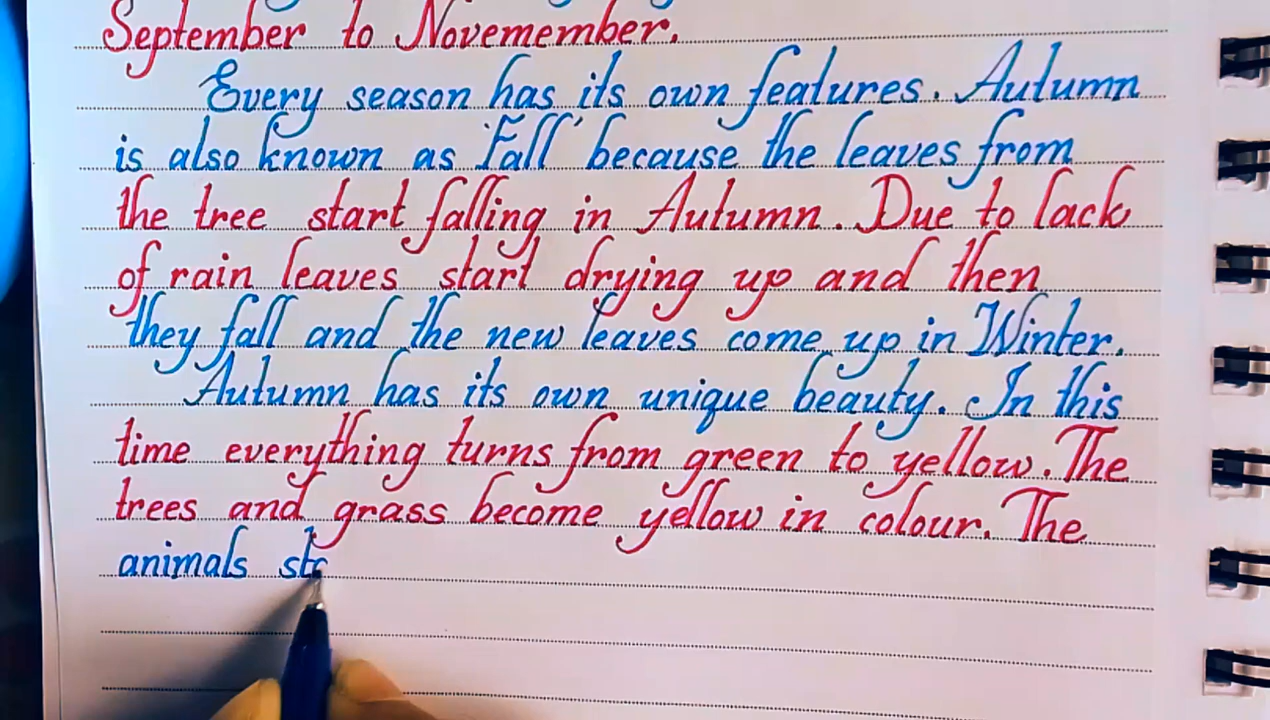 September to Novemember.
Every season has its own features. Autumn
is also known as 'Fall' because the leaves from
the tree start falling in Autumn. Due to lack
of rain leaves start drying up and then
they fall and the new leaves come up in Winter.
Autumn has its own unique beauty. In this
time everything turns from green to yellow. The
trees and grass become yellow in colour. The
animals